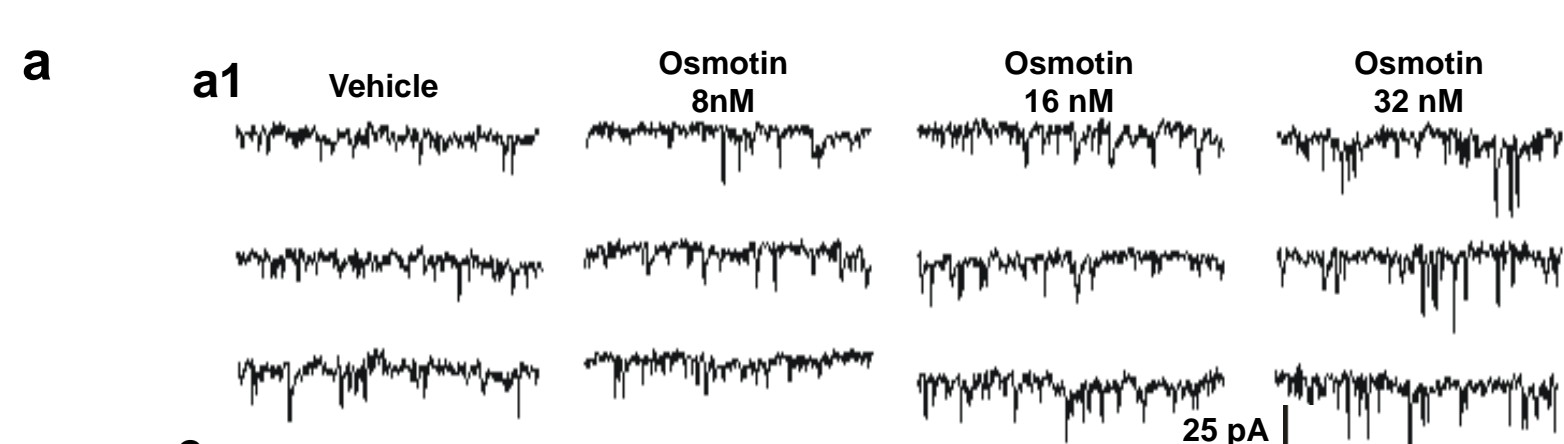 a
a1
Vehicle
Osmotin
8nM
Osmotin
16 nM
Osmotin
32 nM
25 pA